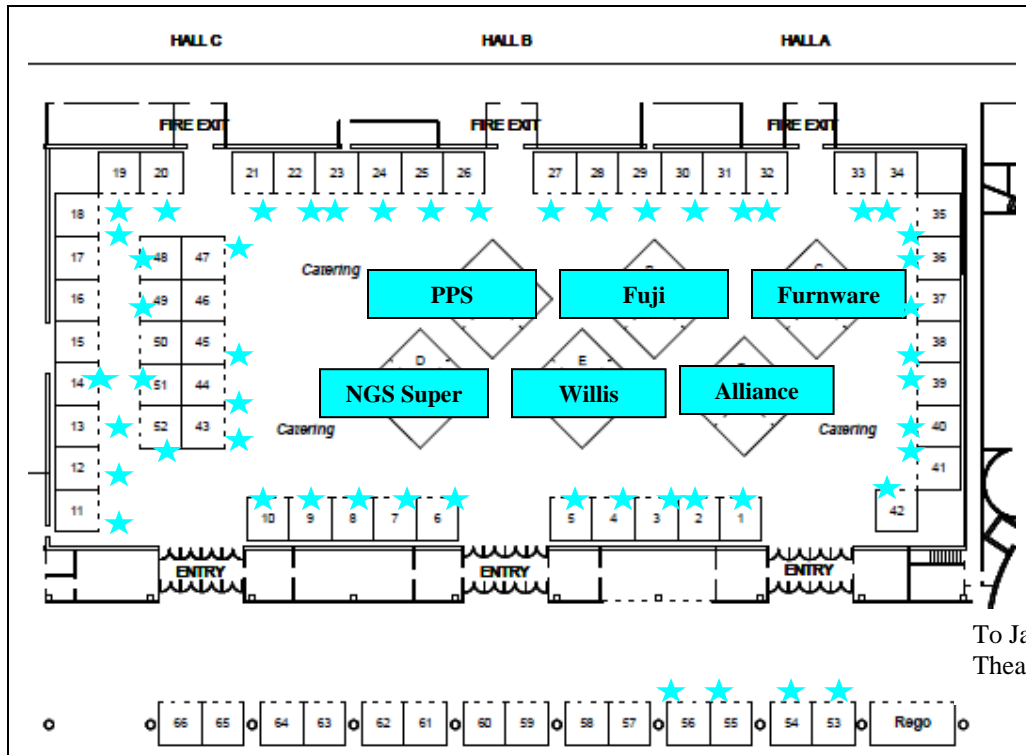 HALL C HALL B HALL A
FIRE EXIT FIRE EXIT FIRE EXIT
19 20 21 22 23 24 25 26 27 28 29 30 31 32 33 34
18 35
17 48 47 Catering 36
PPS Fuji Furnware
16 49 46 37
15 50 45 38
D E
14 51 44 NGS Super Willis Alliance 39
13 52 43 Catering Catering 40
12 41
11 10 9 8 7 6 5 4 3 2 1 42
ENTRY ENTRY ENTRY
To Ja
Thea
66 65 64 63 62 61 60 59 58 57 56 55 54 53 Rego